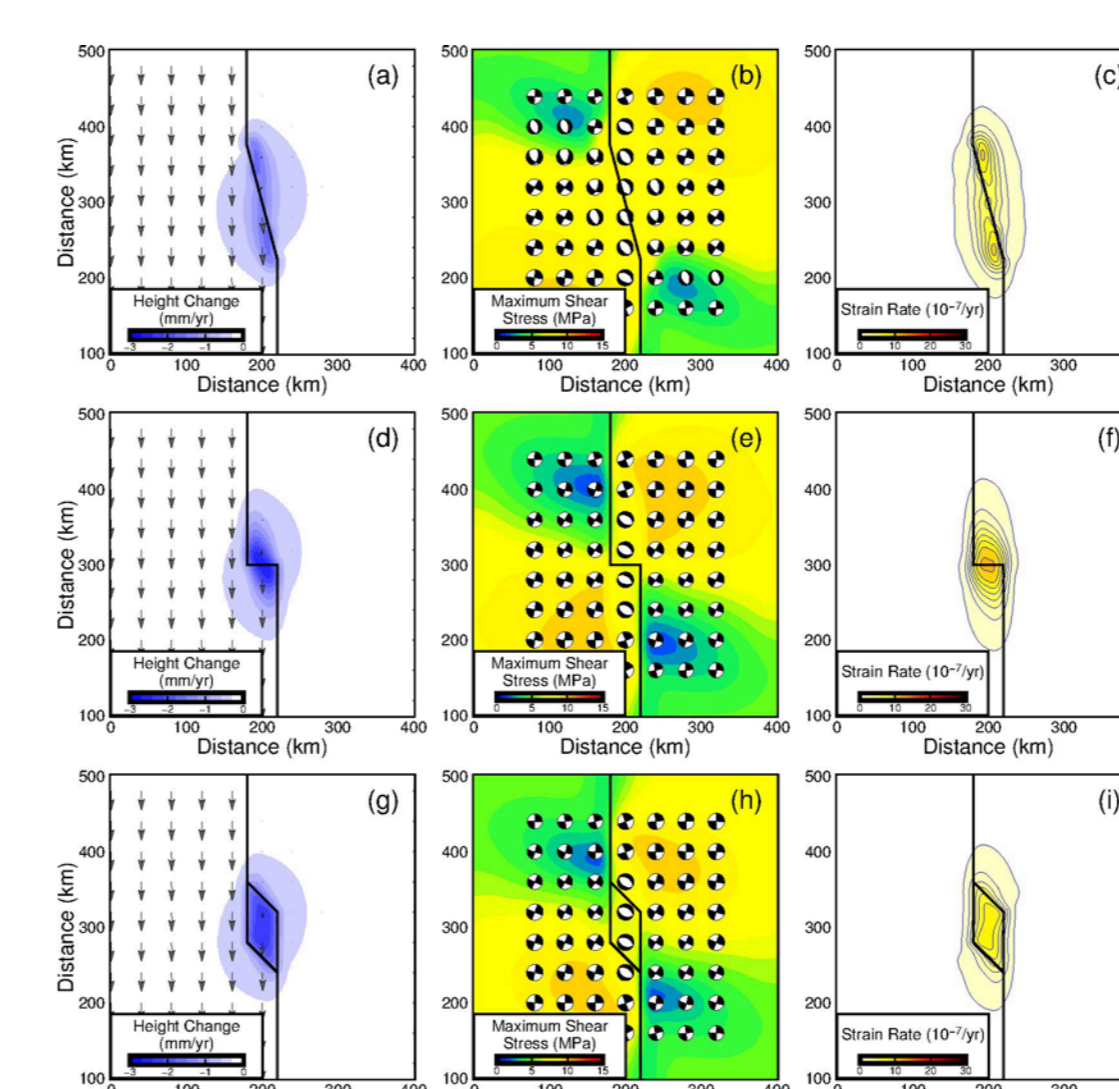 500
400
300
200
100
Distance (km)
(a)
Height Change
(mm/yr)
−3 −2 −1 0
0 100 200 300 400
Distance (km)
(b)
Maximum Shear
Stress (MPa)
0 5 10 15
0 100 200 300 400
Distance (km)
500
400
300
200
100
(c)
Strain Rate (10⁻⁷/yr)
0 10 20 30
0 100 200 300
Distance (km)
500
400
300
200
100
Distance (km)
(d)
Height Change
(mm/yr)
−3 −2 −1 0
0 100 200 300 400
Distance (km)
500
400
300
200
100
(e)
Maximum Shear
Stress (MPa)
0 5 10 15
0 100 200 300 400
Distance (km)
500
400
300
200
100
(f)
Strain Rate (10⁻⁷/yr)
0 10 20 30
0 100 200 300
Distance (km)
500
400
300
200
100
Distance (km)
(g)
Height Change
(mm/yr)
−3 −2 −1 0
500
400
300
200
100
(h)
Maximum Shear
Stress (MPa)
0 5 10 15
500
400
300
200
100
(i)
Strain Rate (10⁻⁷/yr)
0 10 20 30